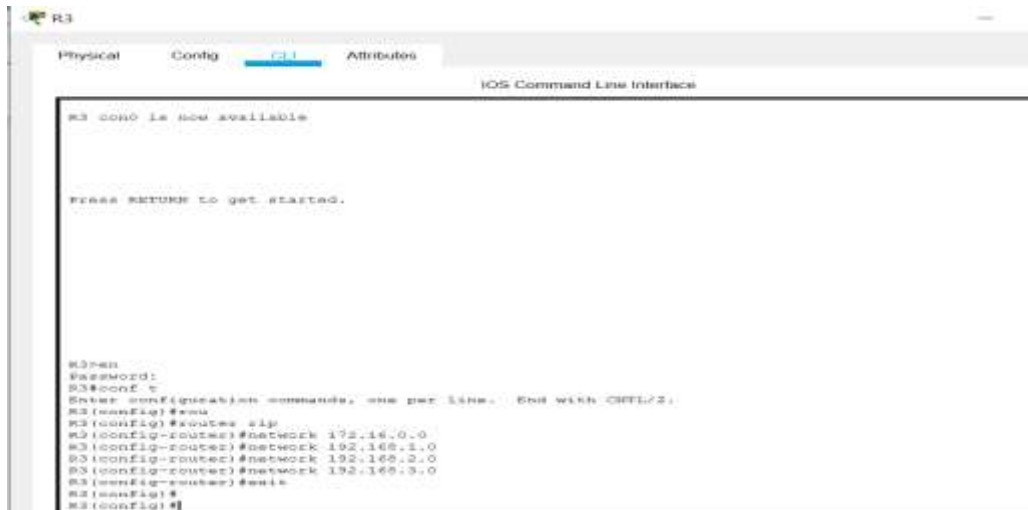 R3
Physical Config CLI Attributes
IOS Command Line Interface
R3 con0 is now available
Press RETURN to get started.
R3>en
Password:
R3#conf t
Enter configuration commands, one per line. End with CNTL/Z.
R3(config)#rou
R3(config)#router rip
R3(config-router)#network 172.16.0.0
R3(config-router)#network 192.168.1.0
R3(config-router)#network 192.168.2.0
R3(config-router)#network 192.168.3.0
R3(config-router)#exit
R3(config)#
R3(config)#